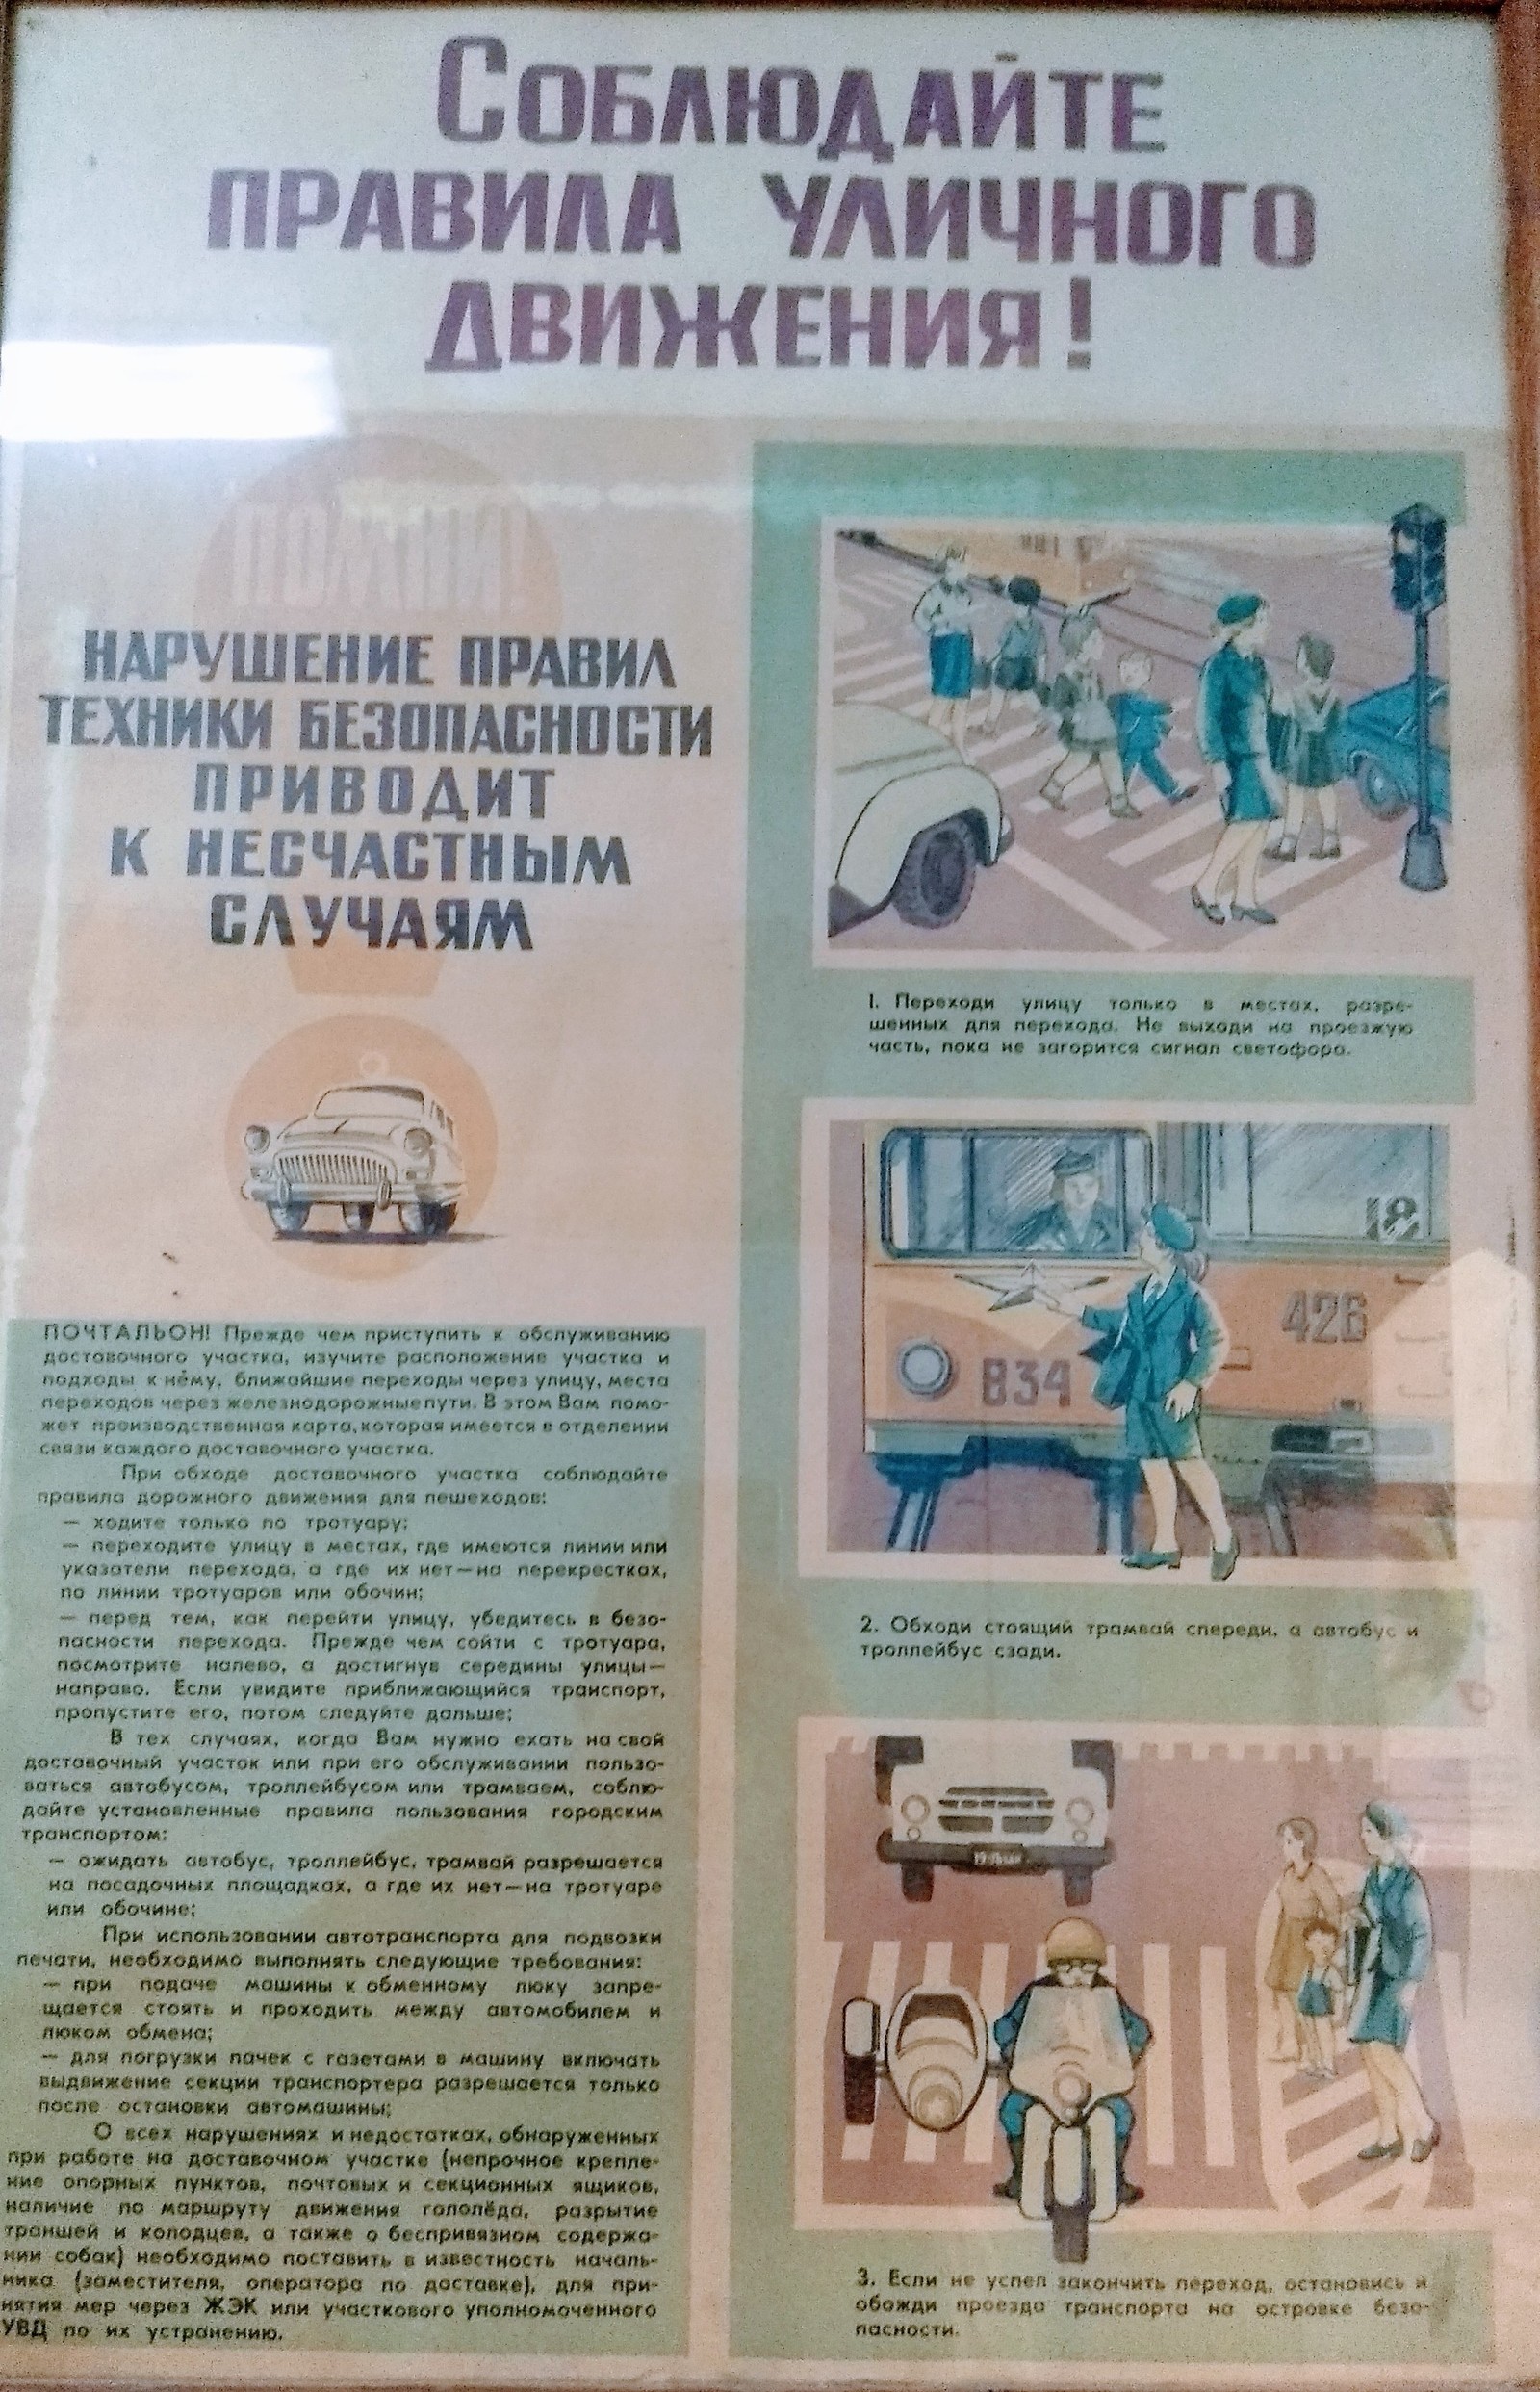 СОБЛЮДАЙТЕ
ПРАВИЛА УЛИЧНОГО
ДВИЖЕНИЯ!
НАРУШЕНИЕ ПРАВИЛ
ТЕХНИКИ БЕЗОПАСНОСТИ
ПРИВОДИТ
К НЕСЧАСТНЫМ
СЛУЧАЯМ
ПОЧТАЛЬОН! Прежде чем приступить к обслуживанию
доставочного участка, изучите расположение участка и
подходы к нёму, ближайшие переходы через улицу, места
переходов через железнодорожные пути. В этом Вам помо-
жет производственная карта, которая имеется в отделении
связи каждого доставочного участка.
При обходе доставочного участка соблюдайте
правила дорожного движения для пешеходов:
— ходите только по тротуару;
— переходите улицу в местах, где имеются линии или
указатели перехода, а где их нет—на перекрестках,
по линии тротуаров или обочин;
— перед тем, как перейти улицу, убедитесь в безо-
пасности перехода. Прежде чем сойти с тротуара,
посмотрите налево, а достигнув середины улицы—
направо. Если увидите приближающийся транспорт,
пропустите его, потом следуйте дальше;
В тех случаях, когда Вам нужно ехать на свой
доставочный участок или при его обслуживании пользо-
ваться автобусом, троллейбусом или трамваем, соблю-
дайте установленные правила пользования городским
транспортом:
— ожидать автобус, троллейбус, трамвай разрешается
на посадочных площадках, а где их нет—на тротуаре
или обочине;
При использовании автотранспорта для подвозки
печати, необходимо выполнять следующие требования:
— при подаче машины к обменному люку запре-
щается стоять и проходить между автомобилем и
люком обмена;
— для погрузки пачек с газетами в машину включать
выдвижение секции транспортера разрешается только
после остановки автомашины;
О всех нарушениях и недостатках, обнаруженных
при работе на доставочном участке (непрочное крепле-
ние опорных пунктов, почтовых и секционных ящиков,
наличие по маршруту движения гололёда, разрытие
траншей и колодцев, а также о беспривязном содержа-
нии собак) необходимо поставить в известность началь-
ника (заместителя, оператора по доставке), для при-
нятия мер через ЖЭК или участкового уполномоченного
УВД по их устранению.
1. Переходи улицу только в местах, разре-
шенных для перехода. Не выходи на проезжую
часть, пока не загорится сигнал светофора.
18
426
834
2. Обходи стоящий трамвай спереди, а автобус и
троллейбус сзади.
3. Если не успел закончить переход, остановись и
обожди проезда транспорта на островке безо-
пасности.